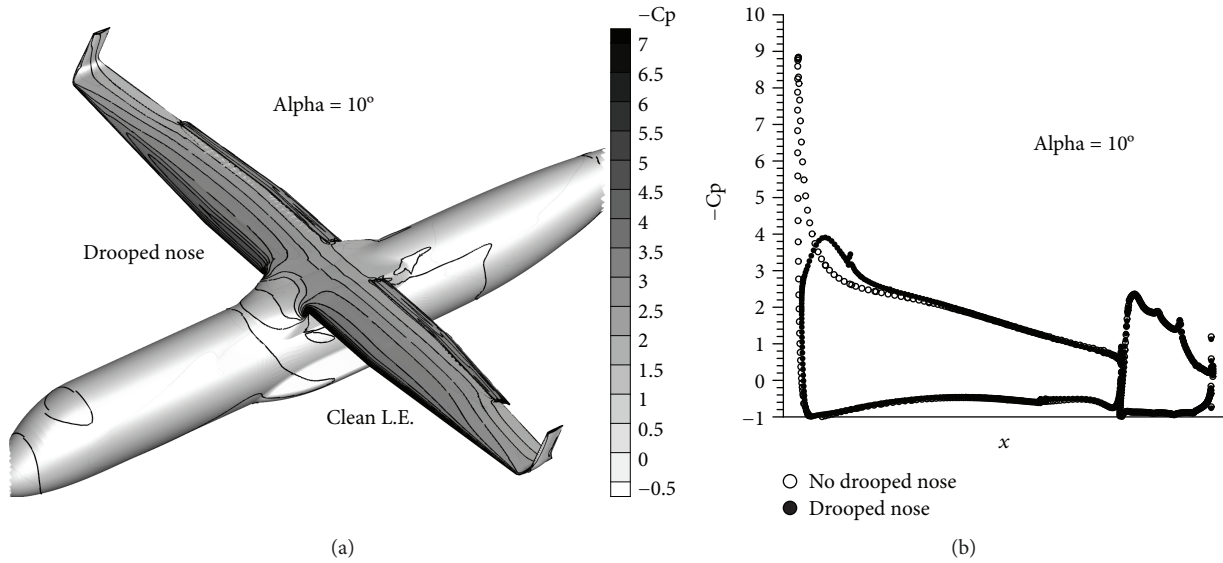 −Cp
7
6.5
6
5.5
5
4.5
4
3.5
3
2.5
2
1.5
1
0.5
0
−0.5
Alpha = 10º
Drooped nose
Clean L.E.
(a)
10
9
8
7
6
5
4
3
2
1
0
−1
−Cp
Alpha = 10º
x
No drooped nose
Drooped nose
(b)